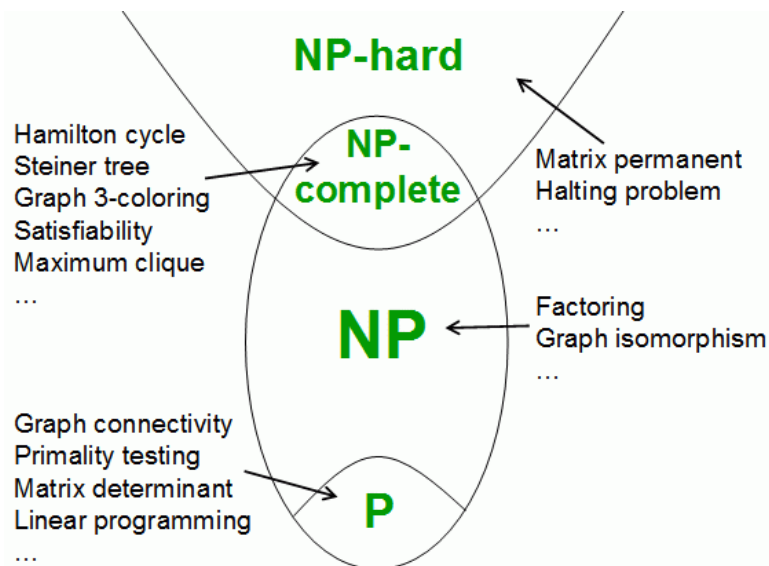 NP-hard
Hamilton cycle
Steiner tree
Graph 3-coloring
Satisfiability
Maximum clique
…
NP-
complete
Matrix permanent
Halting problem
…
NP
Factoring
Graph isomorphism
…
Graph connectivity
Primality testing
Matrix determinant
Linear programming
…
P